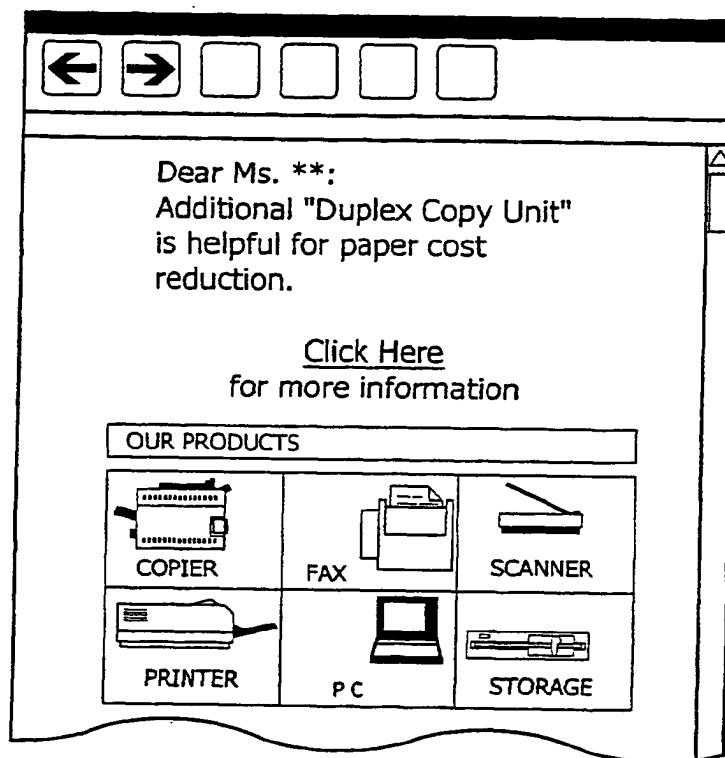 Dear Ms. **:
Additional "Duplex Copy Unit"
is helpful for paper cost
reduction.
Click Here
for more information
OUR PRODUCTS
COPIER
FAX
SCANNER
PRINTER
P C
STORAGE